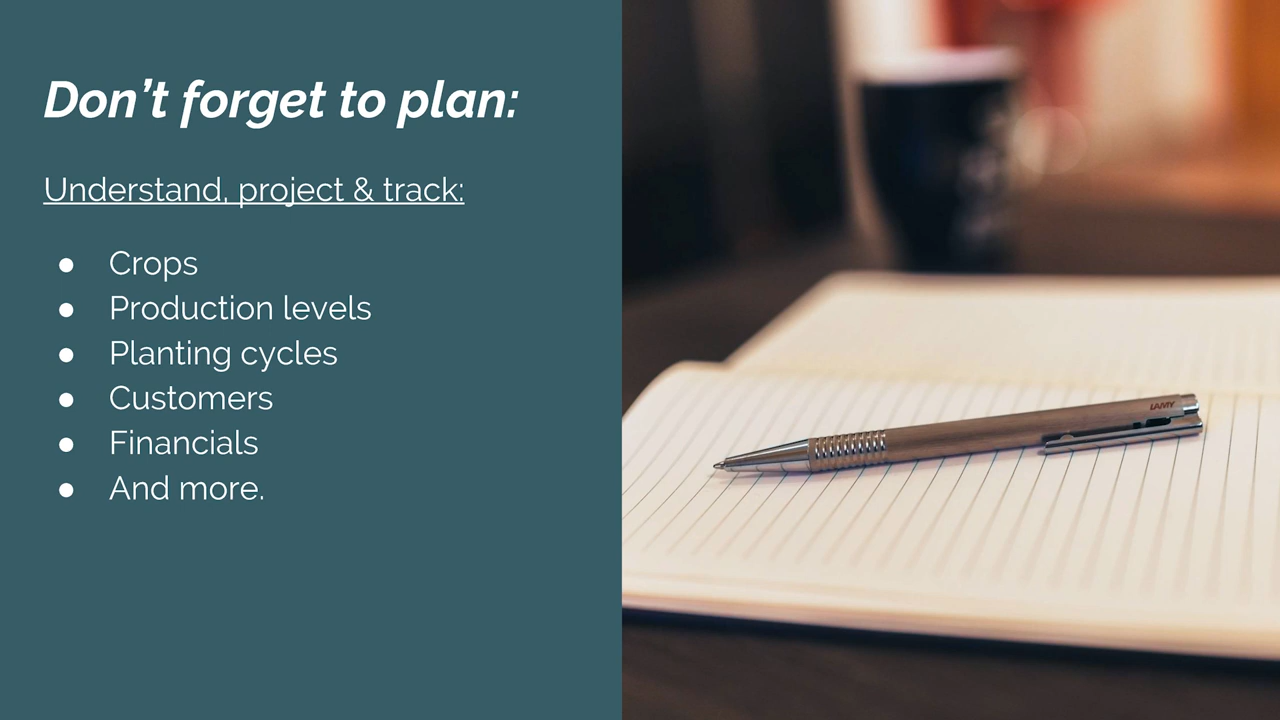 Don’t forget to plan:
Understand, project & track:
● Crops
● Production levels
● Planting cycles
● Customers
● Financials
● And more.
LAMY